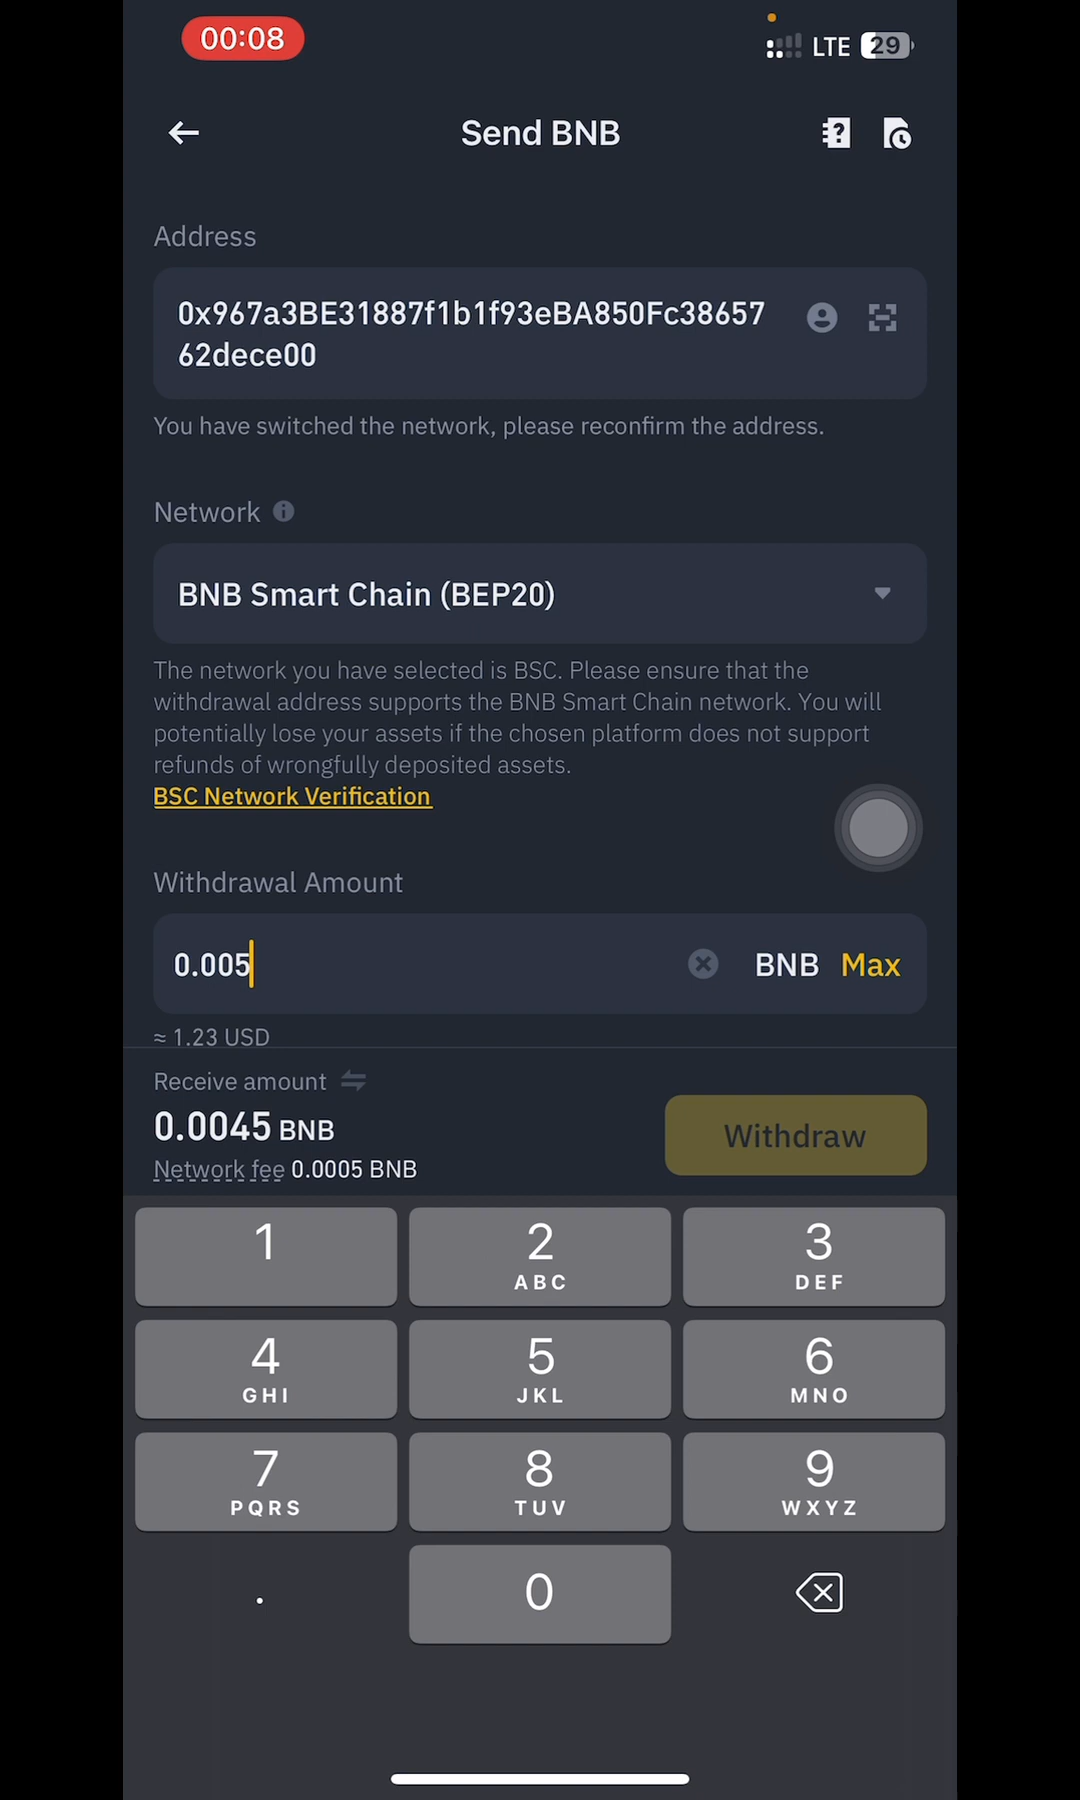 00:08
LTE 29
Send BNB
Address
0x967a3BE31887f1b1f93eBA850Fc38657
62dece00
You have switched the network, please reconfirm the address.
Network
BNB Smart Chain (BEP20)
The network you have selected is BSC. Please ensure that the
withdrawal address supports the BNB Smart Chain network. You will
potentially lose your assets if the chosen platform does not support
refunds of wrongfully deposited assets.
BSC Network Verification
Withdrawal Amount
0.005 BNB Max
≈ 1.23 USD
Receive amount
0.0045 BNB
Network fee 0.0005 BNB
Withdraw
1 2 3
ABC DEF
4 5 6
GHI JKL MNO
7 8 9
PQRS TUV WXYZ
. 0